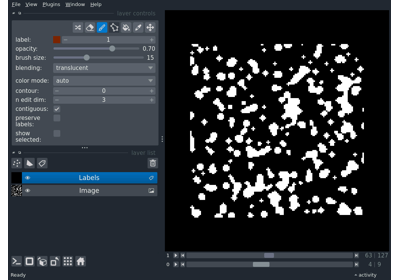 File View Plugins Window Help
layer controls
label: 1
opacity: 0.70
brush size: 15
blending: translucent
color mode: auto
contour: 0
n edit dim: 3
contiguous:
preserve
labels:
show
selected:
layer list
Labels
Image
1 63 127
0 4 9
Ready activity